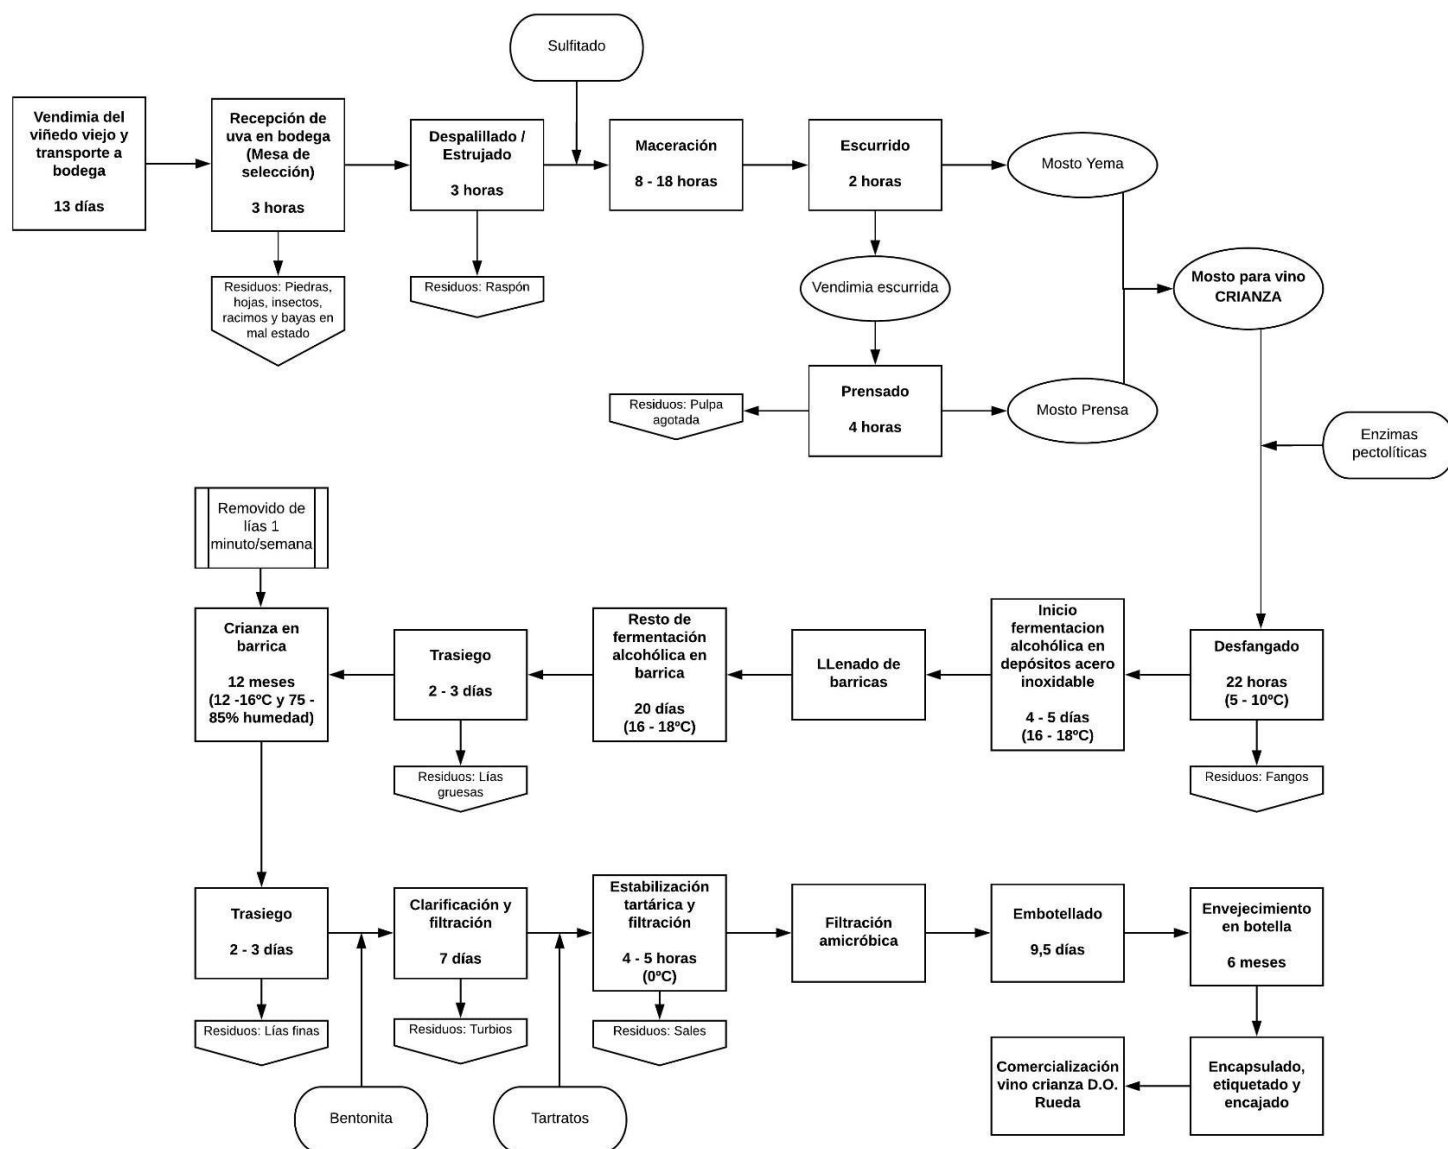 Sulfitado
Vendimia del
viñedo viejo y
transporte a
bodega
13 días
Recepción de
uva en bodega
(Mesa de
selección)
3 horas
Despalillado /
Estrujado
3 horas
Maceración
8 - 18 horas
Escurrido
2 horas
Mosto Yema
Residuos: Piedras,
hojas, insectos,
racimos y bayas en
mal estado
Residuos: Raspón
Vendimia escurrida
Mosto para vino
CRIANZA
Residuos: Pulpa
agotada
Prensado
4 horas
Mosto Prensa
Enzimas
pectolíticas
Removido de
lías 1
minuto/semana
Crianza en
barrica
12 meses
(12 -16ºC y 75 -
85% humedad)
Trasiego
2 - 3 días
Resto de
fermentación
alcohólica en
barrica
20 días
(16 - 18ºC)
LLenado de
barricas
Inicio
fermentacion
alcohólica en
depósitos acero
inoxidable
4 - 5 días
(16 - 18ºC)
Desfangado
22 horas
(5 - 10ºC)
Residuos: Lías
gruesas
Residuos: Fangos
Trasiego
2 - 3 días
Clarificación y
filtración
7 días
Estabilización
tartárica y
filtración
4 - 5 horas
(0ºC)
Filtración
amicróbica
Embotellado
9,5 días
Envejecimiento
en botella
6 meses
Residuos: Lías finas
Residuos: Turbios
Residuos: Sales
Comercialización
vino crianza D.O.
Rueda
Encapsulado,
etiquetado y
encajado
Bentonita
Tartratos